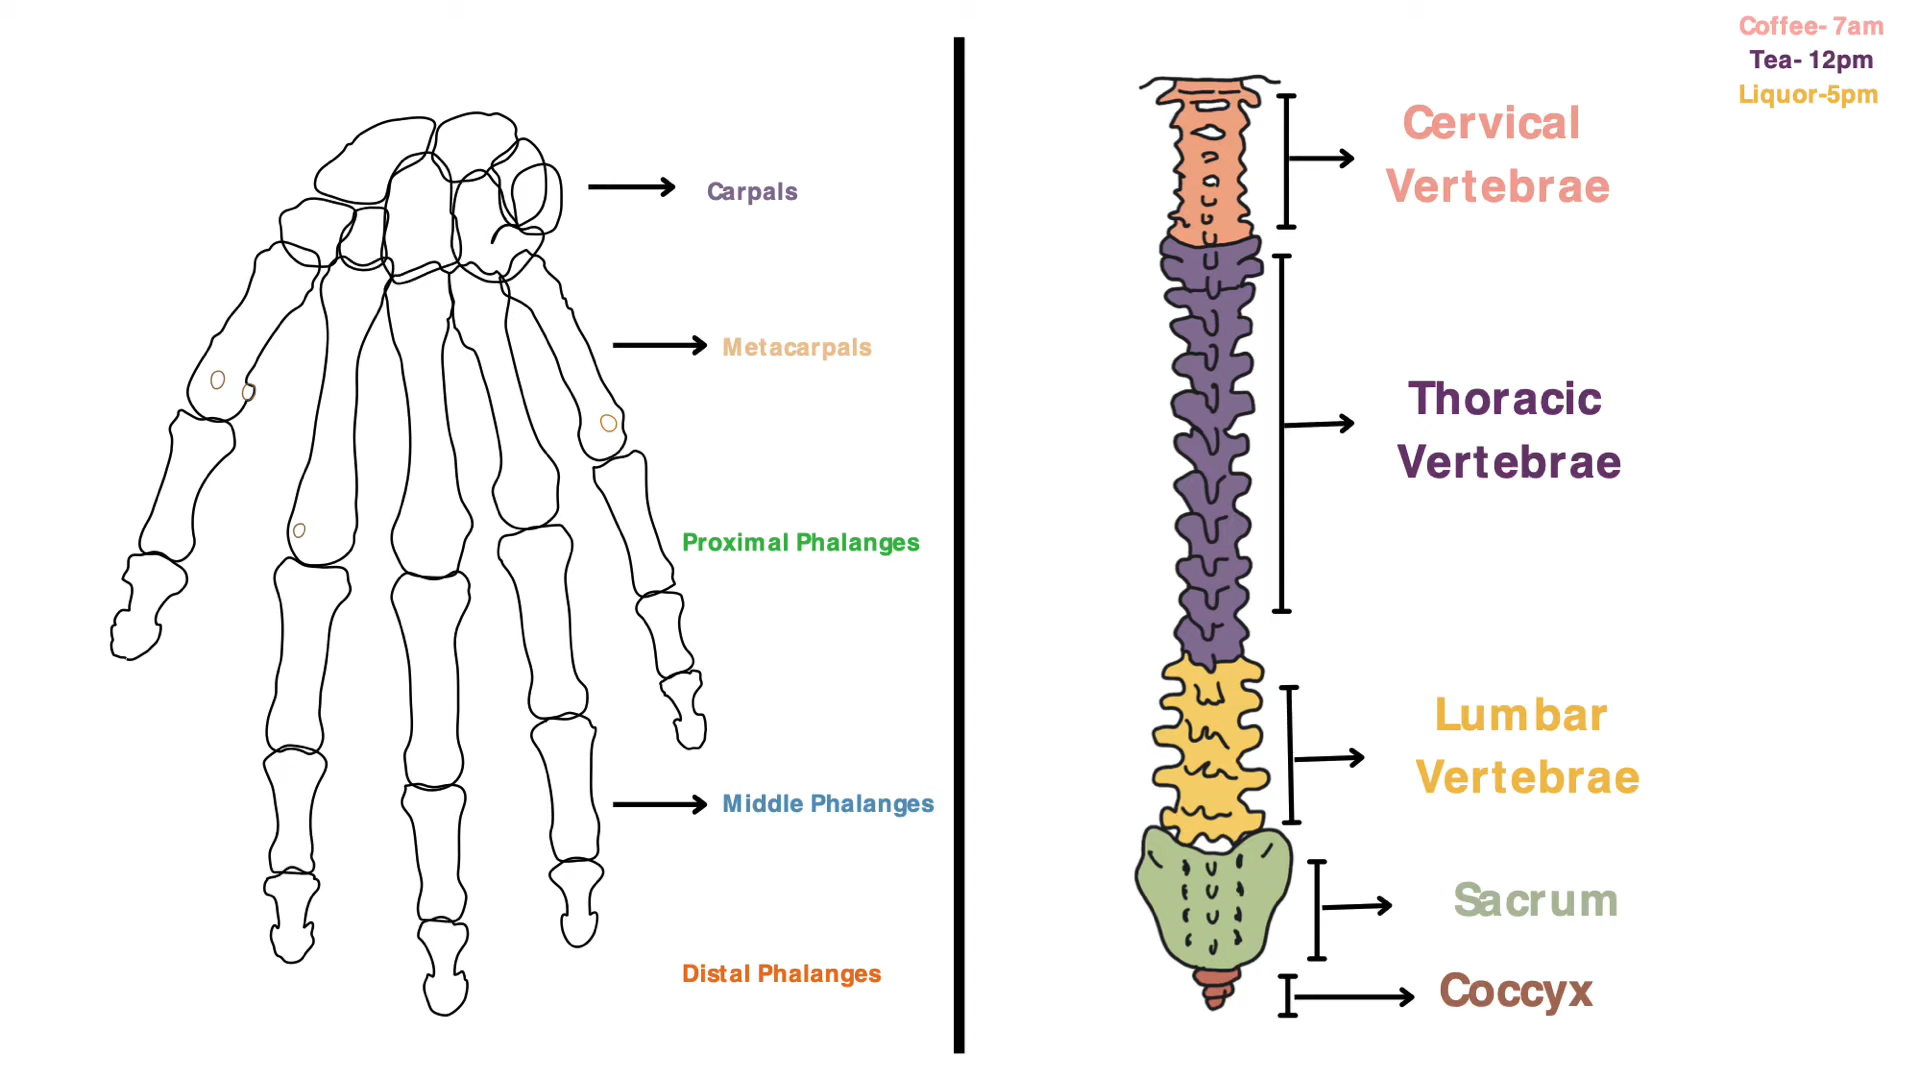 Carpals
Metacarpals
Proximal Phalanges
Middle Phalanges
Distal Phalanges
Coffee- 7am
Tea- 12pm
Liquor-5pm
Cervical
Vertebrae
Thoracic
Vertebrae
Lumbar
Vertebrae
Sacrum
Coccyx